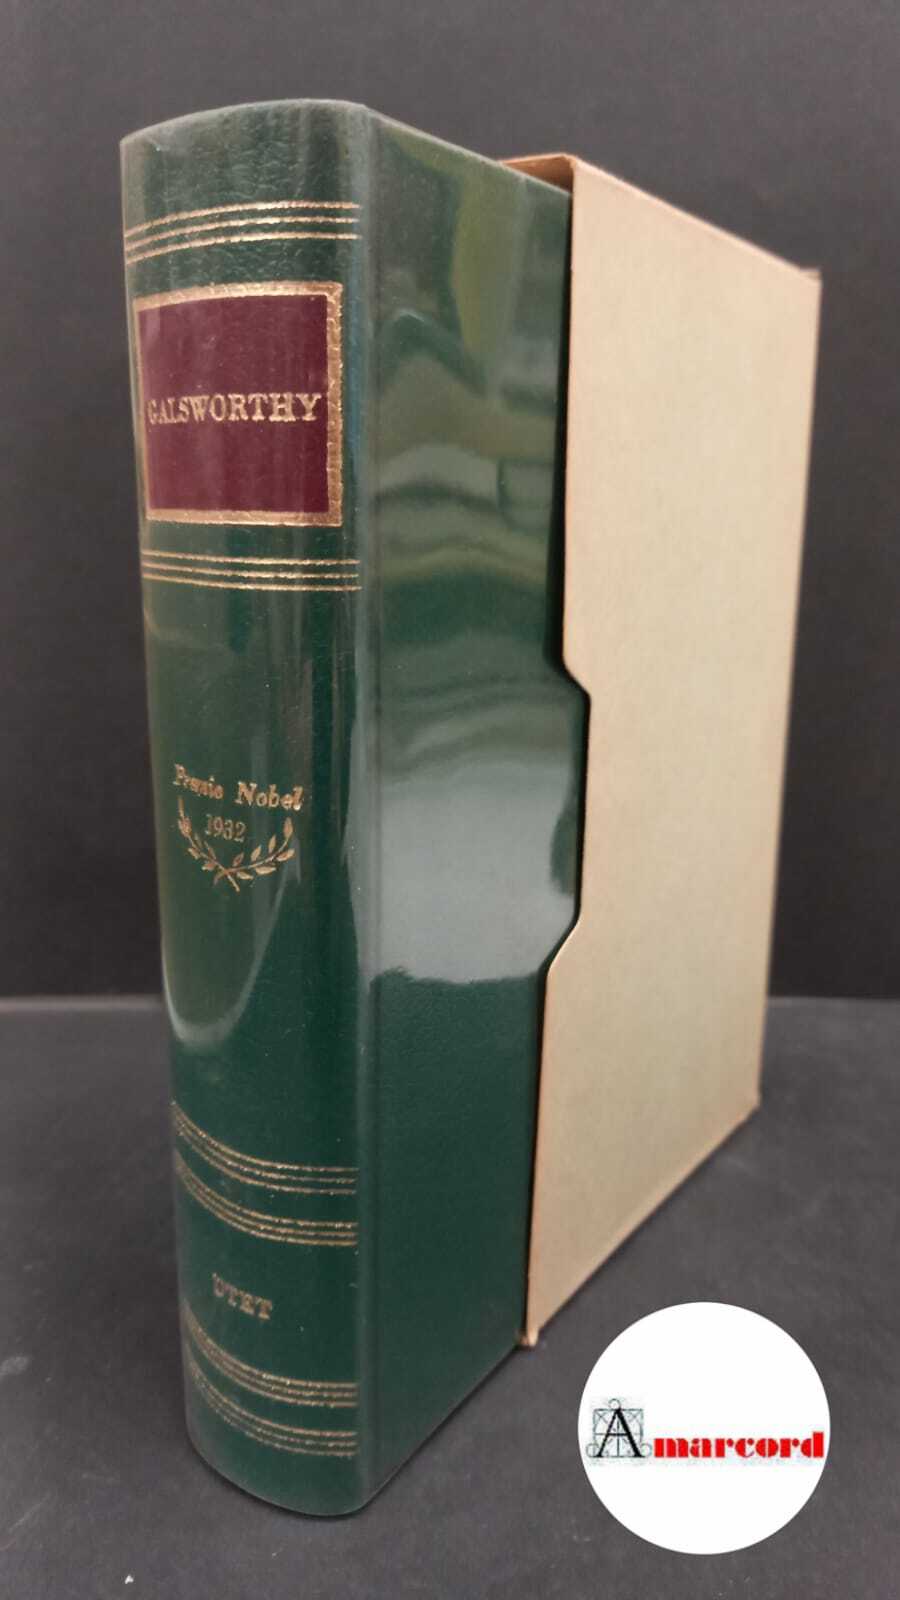 GALSWORTHY
Premio Nobel
1932
UTET
Amarcord